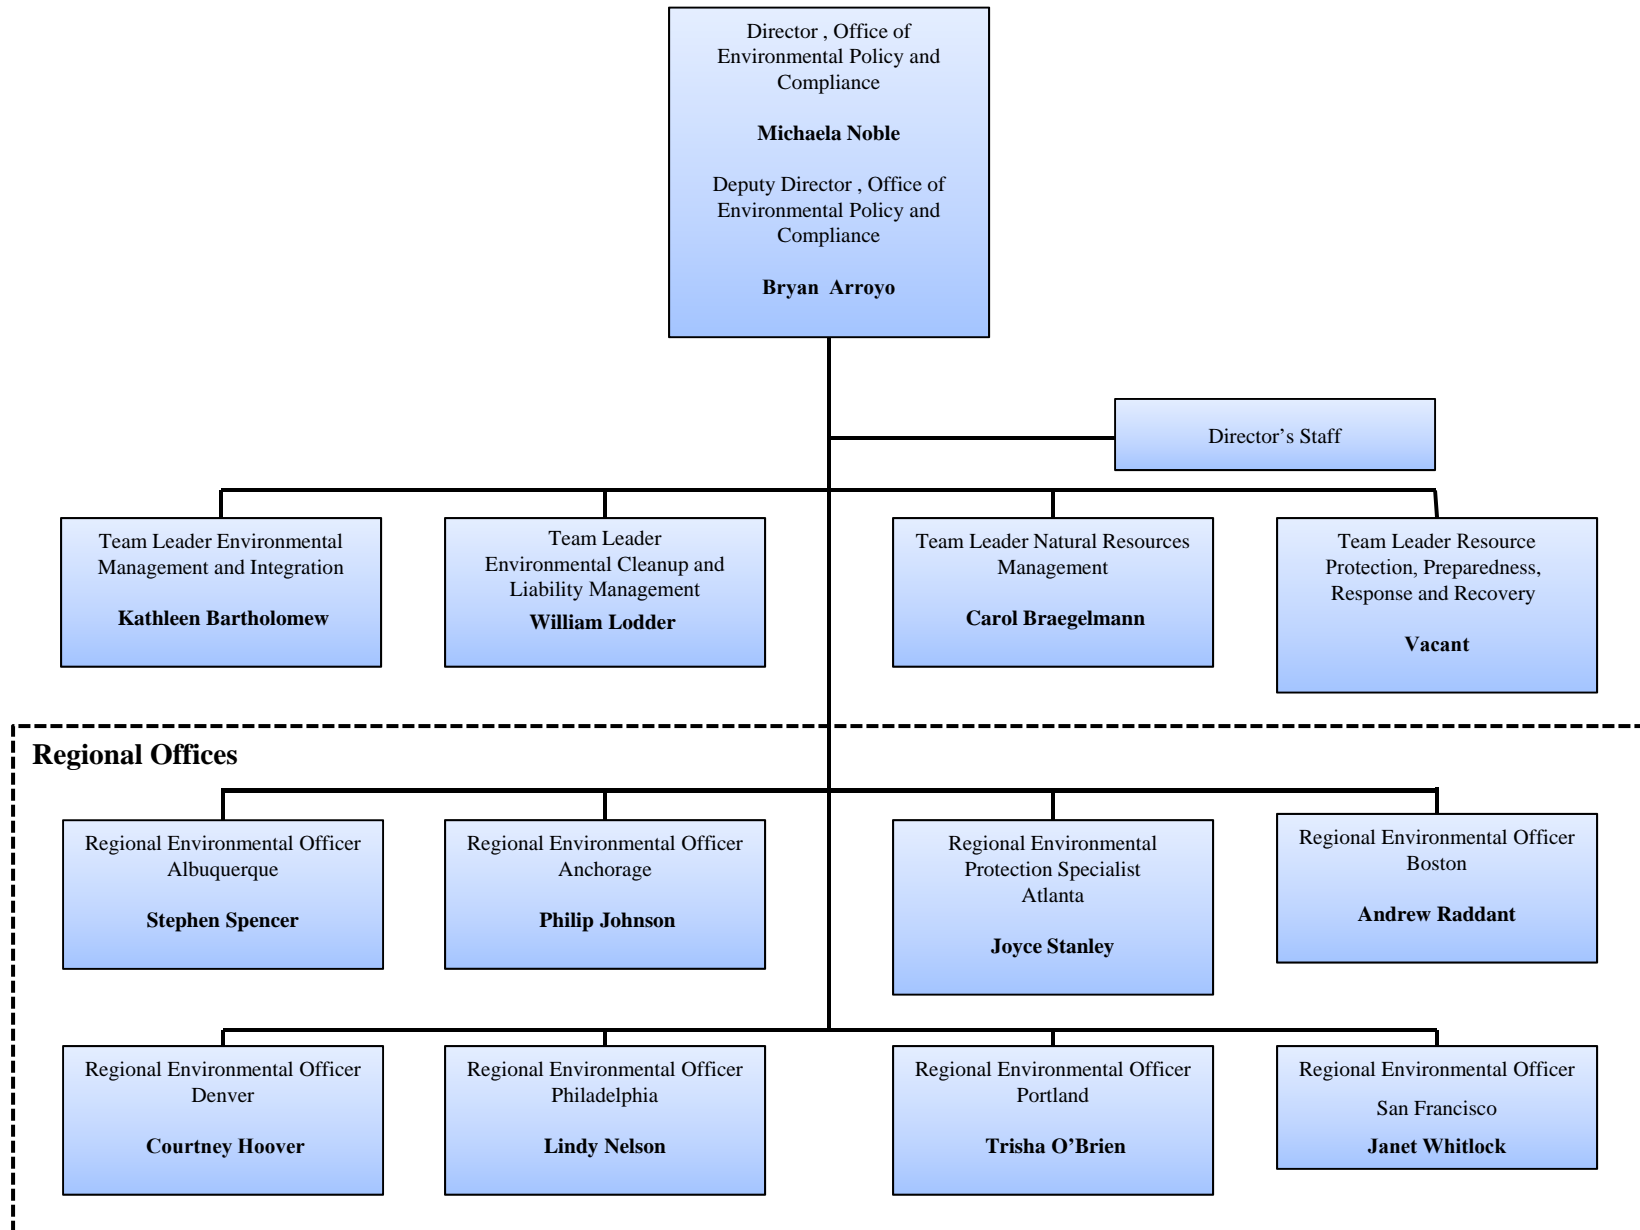 Director , Office of
Environmental Policy and
Compliance
Michaela Noble
Deputy Director , Office of
Environmental Policy and
Compliance
Bryan  Arroyo
Director’s Staff
Team Leader Environmental
Management and Integration
Kathleen Bartholomew
Team Leader
Environmental Cleanup and
Liability Management
William Lodder
Team Leader Natural Resources
Management
Carol Braegelmann
Team Leader Resource
Protection, Preparedness,
Response and Recovery
Vacant
Regional Offices
Regional Environmental Officer
Albuquerque
Stephen Spencer
Regional Environmental Officer
Anchorage
Philip Johnson
Regional Environmental
Protection Specialist
Atlanta
Joyce Stanley
Regional Environmental Officer
Boston
Andrew Raddant
Regional Environmental Officer
Denver
Courtney Hoover
Regional Environmental Officer
Philadelphia
Lindy Nelson
Regional Environmental Officer
Portland
Trisha O’Brien
Regional Environmental Officer
San Francisco
Janet Whitlock